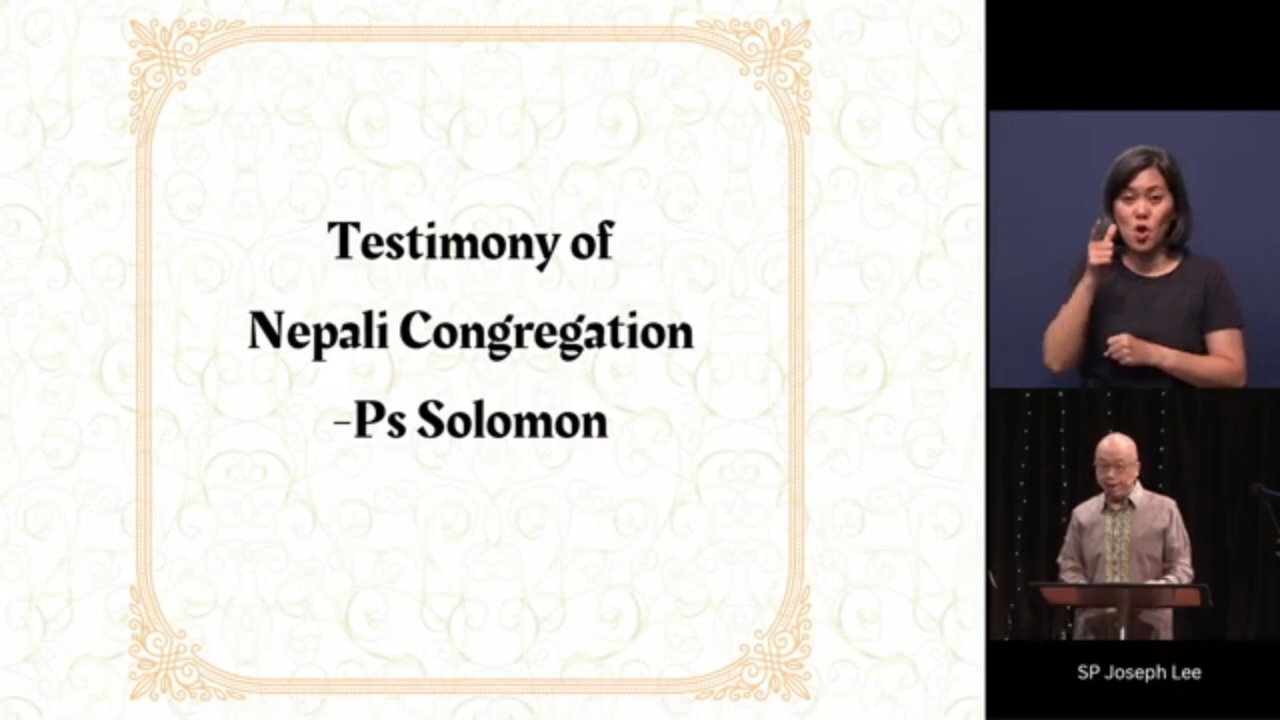 Testimony of
Nepali Congregation
-Ps Solomon
SP Joseph Lee